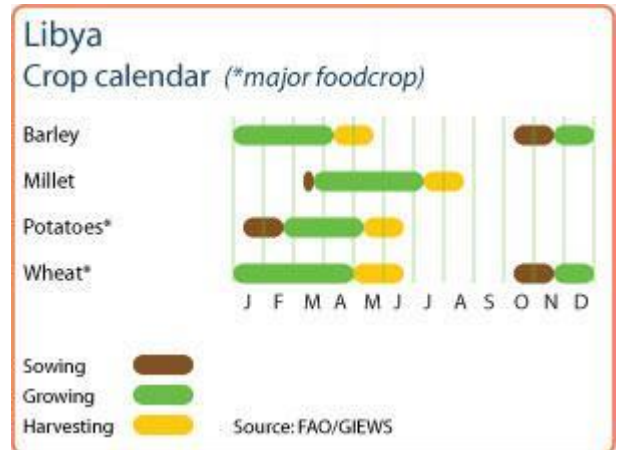 Libya
Crop calendar (*major foodcrop)
Barley
Millet
Potatoes*
Wheat*
J F M A M J J A S O N D
Sowing
Growing
Harvesting Source: FAO/GIEWS